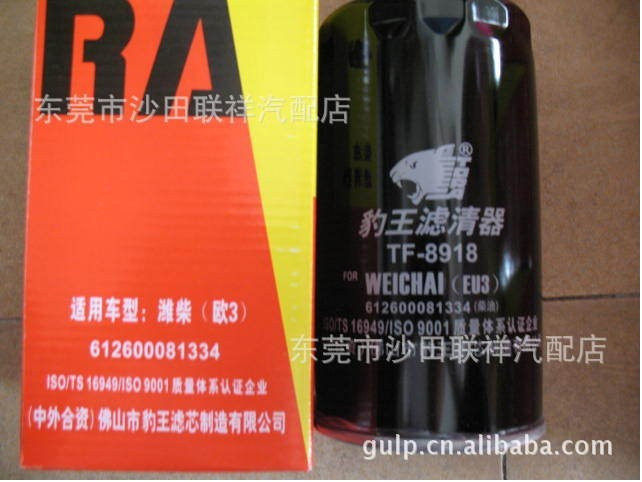 RA
东莞市沙田联祥汽配店
适用车型：潍柴（欧3）
612600081334
ISO/TS 16949/ISO 9001 质量体系认证企业
（中外合资）佛山市豹王滤芯制造有限公司
®
豹王滤清器
TF-8918
FOR WEICHAI（EU3）
612600081334（柴油）
ISO/TS 16949/ISO 9001 质量体系认证企业
东莞市沙田联祥汽配店
gulp.cn.alibaba.com